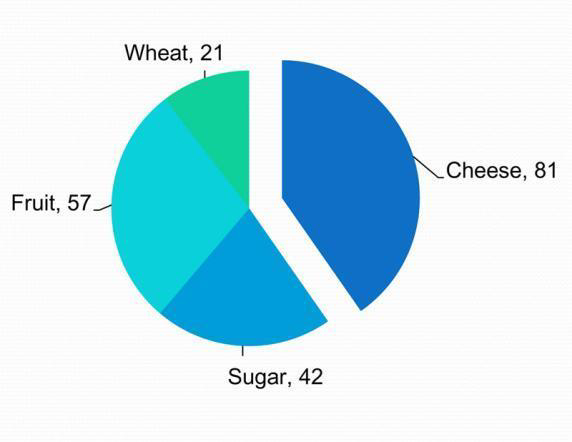 Wheat, 21
Cheese, 81
Fruit, 57
Sugar, 42